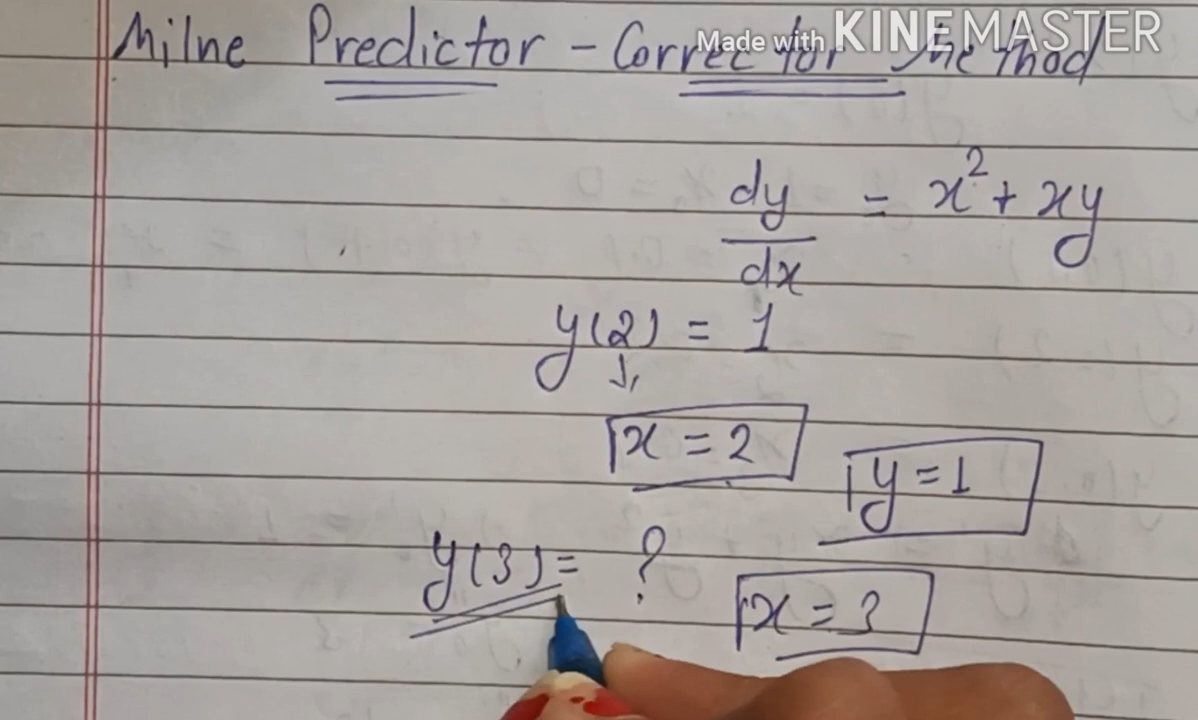 Milne Predictor - Corrector Method
Made with KINEMASTER
dy/dx = x² + xy
y(2) = 1
x = 2
y = 1
y(3) = ?
x = 3